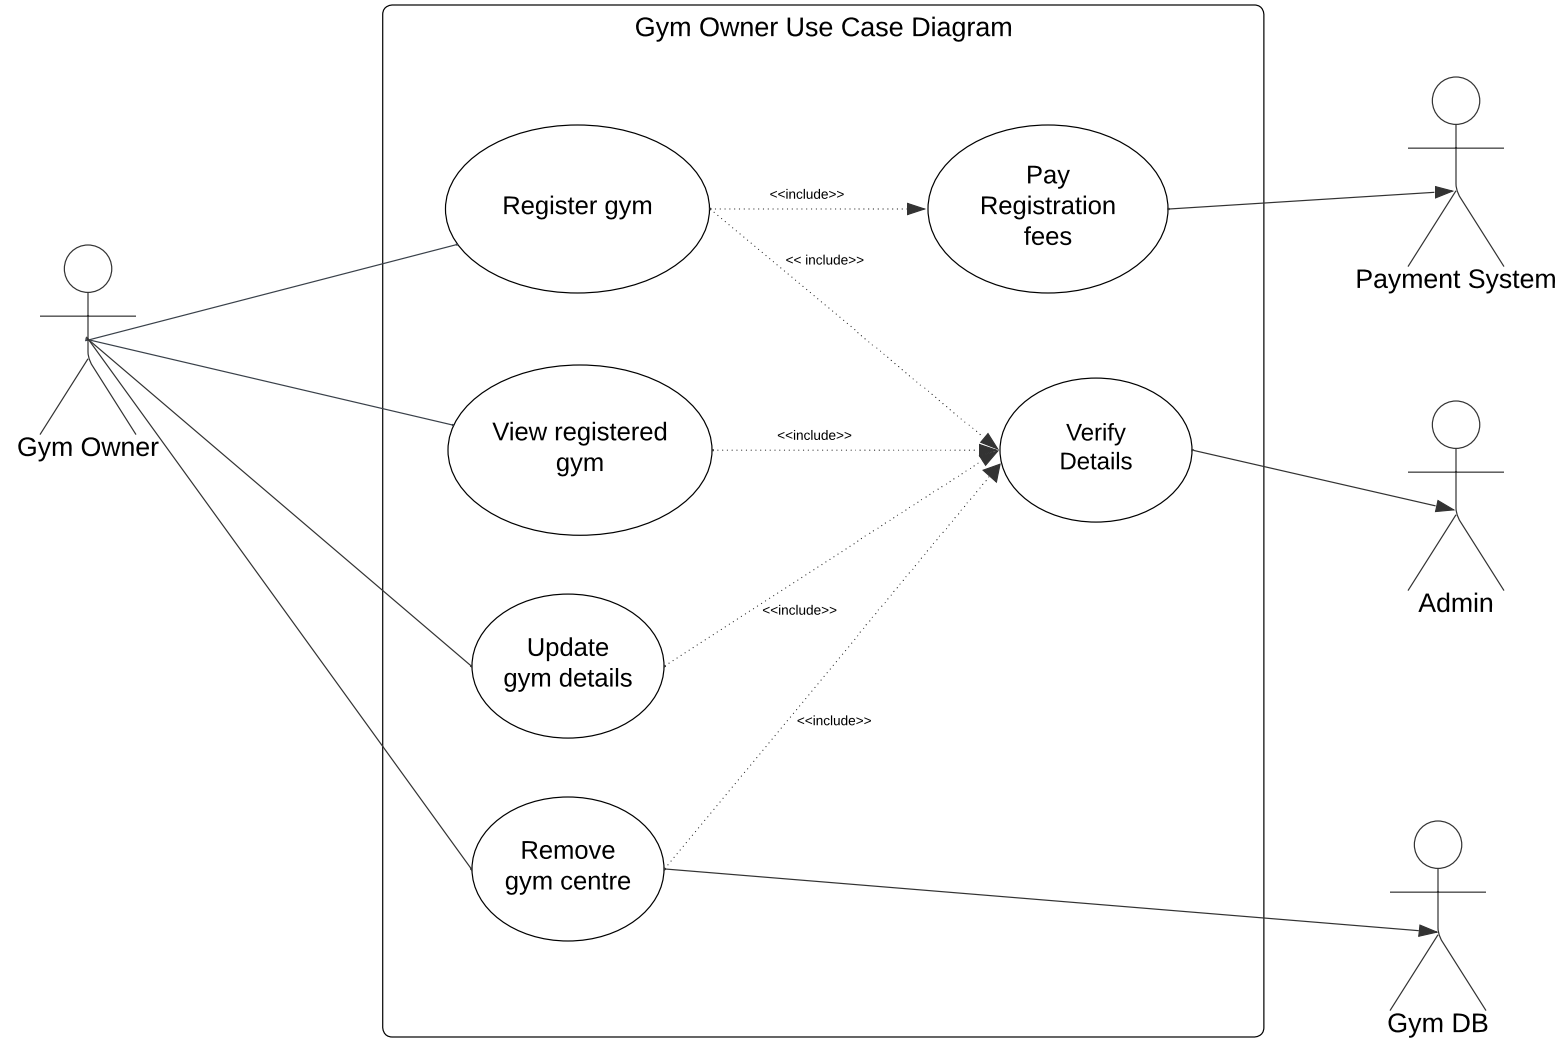 Gym Owner Use Case Diagram
Register gym
<<include>>
Pay
Registration
fees
<< include>>
Payment System
Gym Owner
View registered
gym
<<include>>
Verify
Details
Admin
<<include>>
Update
gym details
<<include>>
Remove
gym centre
Gym DB